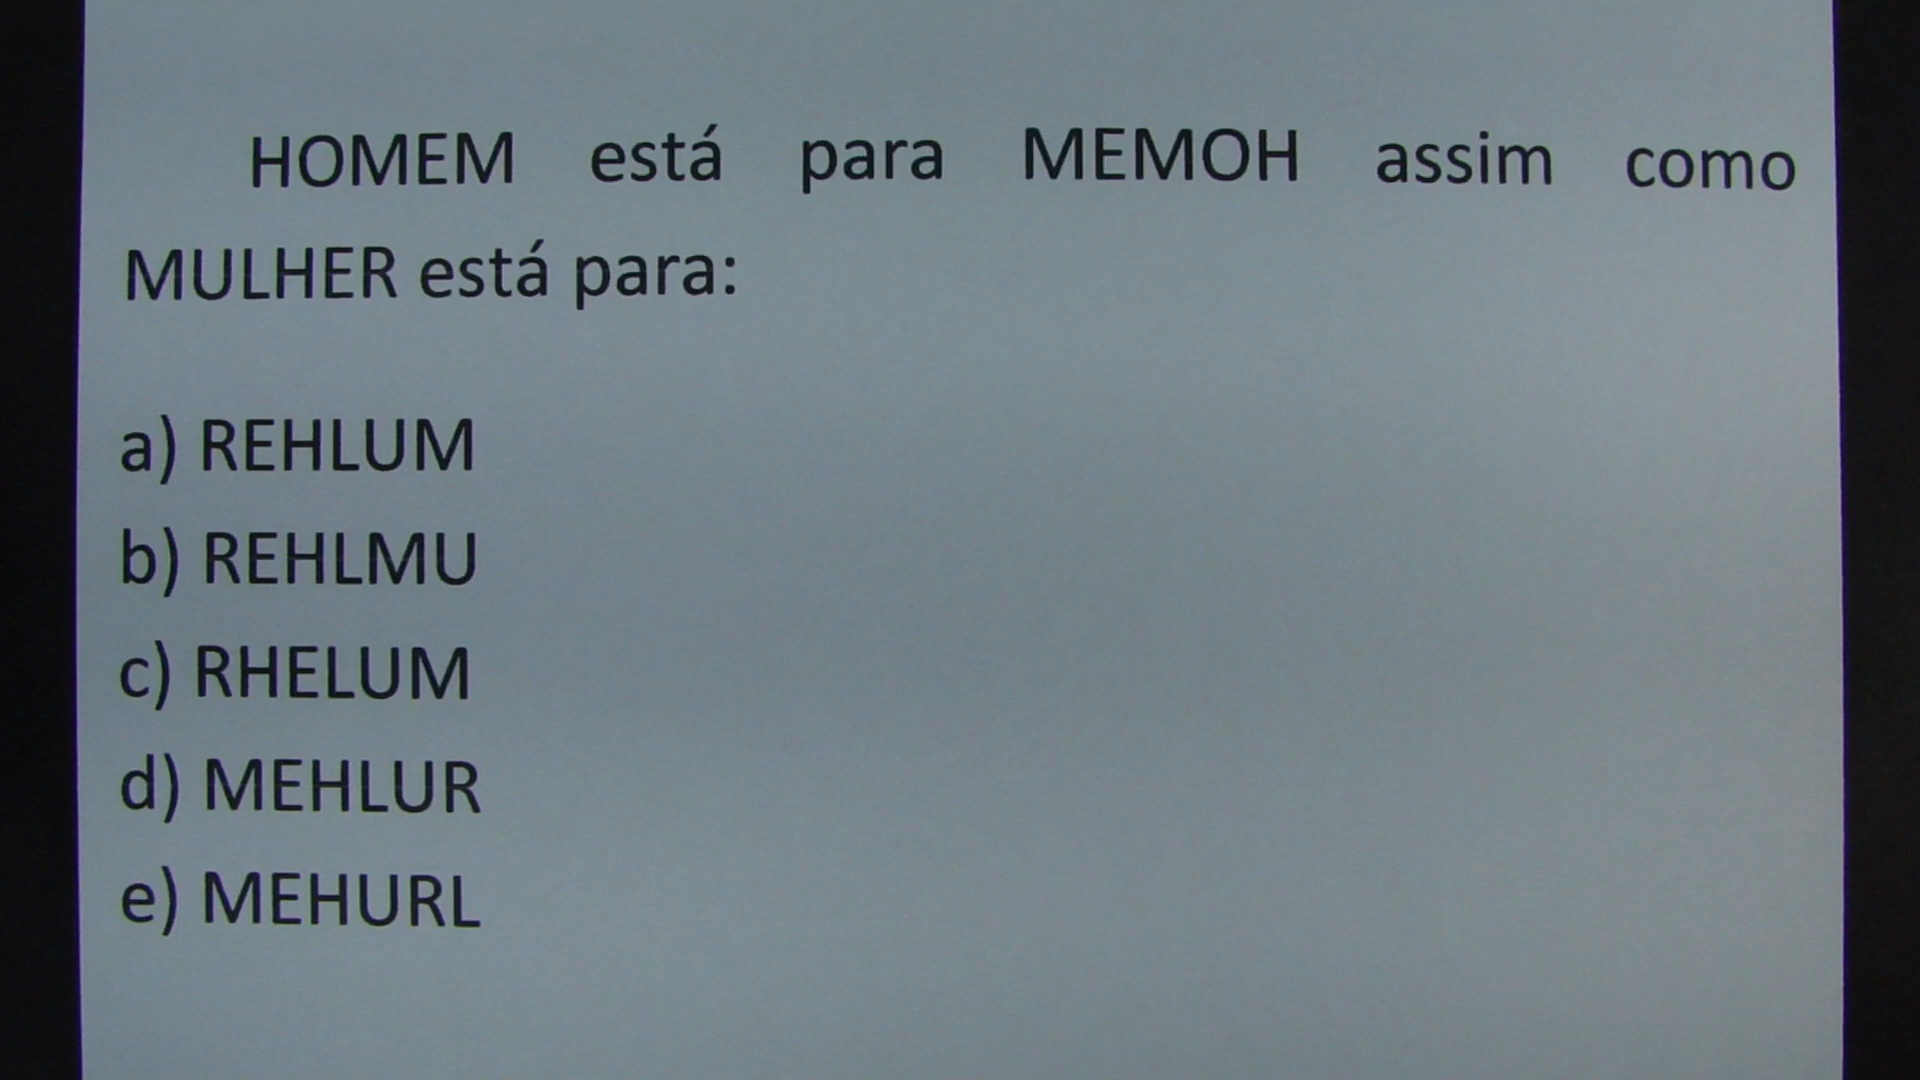 HOMEM está para MEMOH assim como
MULHER está para:
a) REHLUM
b) REHLMU
c) RHELUM
d) MEHLUR
e) MEHURL